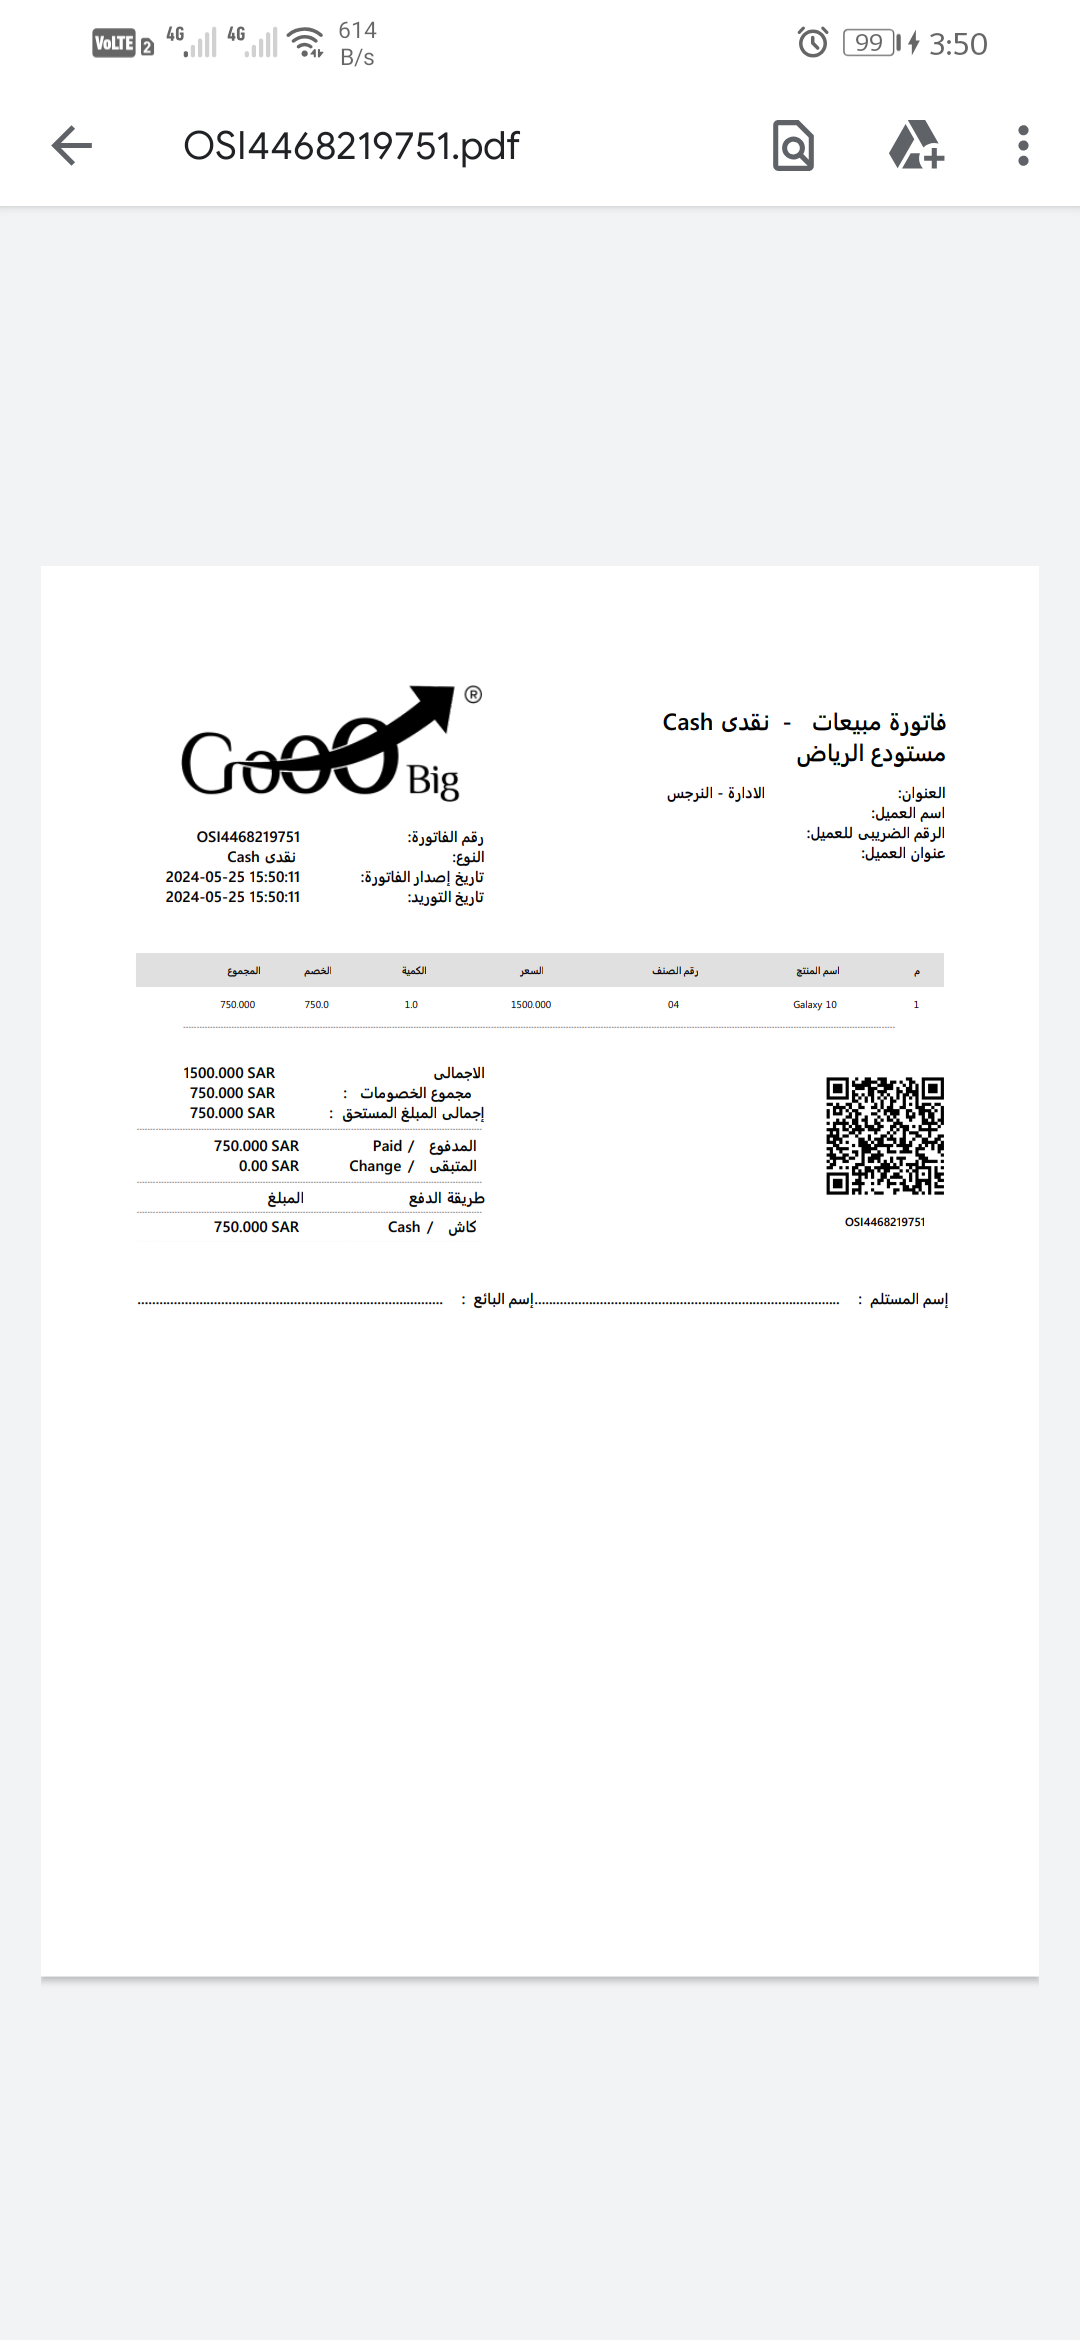 VoLTE 2 4G 4G 614 B/s 99 3:50
OSI4468219751.pdf
GoOO Big ®
فاتورة مبيعات - نقدى Cash
مستودع الرياض
العنوان: الادارة - النرجس
اسم العميل:
الرقم الضريبى للعميل:
عنوان العميل:
رقم الفاتورة: OSI4468219751
النوع: نقدى Cash
تاريخ إصدار الفاتورة: 2024-05-25 15:50:11
تاريخ التوريد: 2024-05-25 15:50:11
م اسم المنتج رقم الصنف السعر الكمية الخصم المجموع
1 Galaxy 10 04 1500.000 1.0 750.0 750.000
الاجمالى 1500.000 SAR
مجموع الخصومات : 750.000 SAR
إجمالى المبلغ المستحق : 750.000 SAR
المدفوع / Paid 750.000 SAR
المتبقى / Change 0.00 SAR
طريقة الدفع المبلغ
كاش / Cash 750.000 SAR
OSI4468219751
إسم المستلم : ........................ إسم البائع : ........................